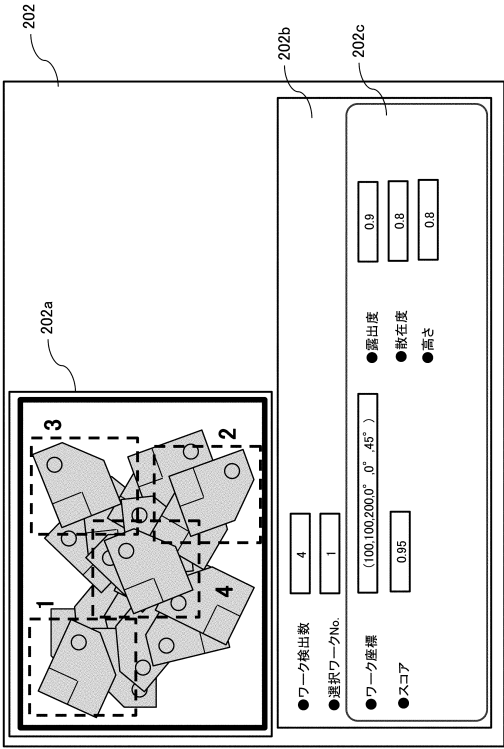 202
202a
202b
202c
1
3
4
2
●ワーク検出数 4
●選択ワークNo. 1
●ワーク座標 (100,100,200,0°,0°,45°)
●スコア 0.95
●露出度 0.9
●散在度 0.8
●高さ 0.8